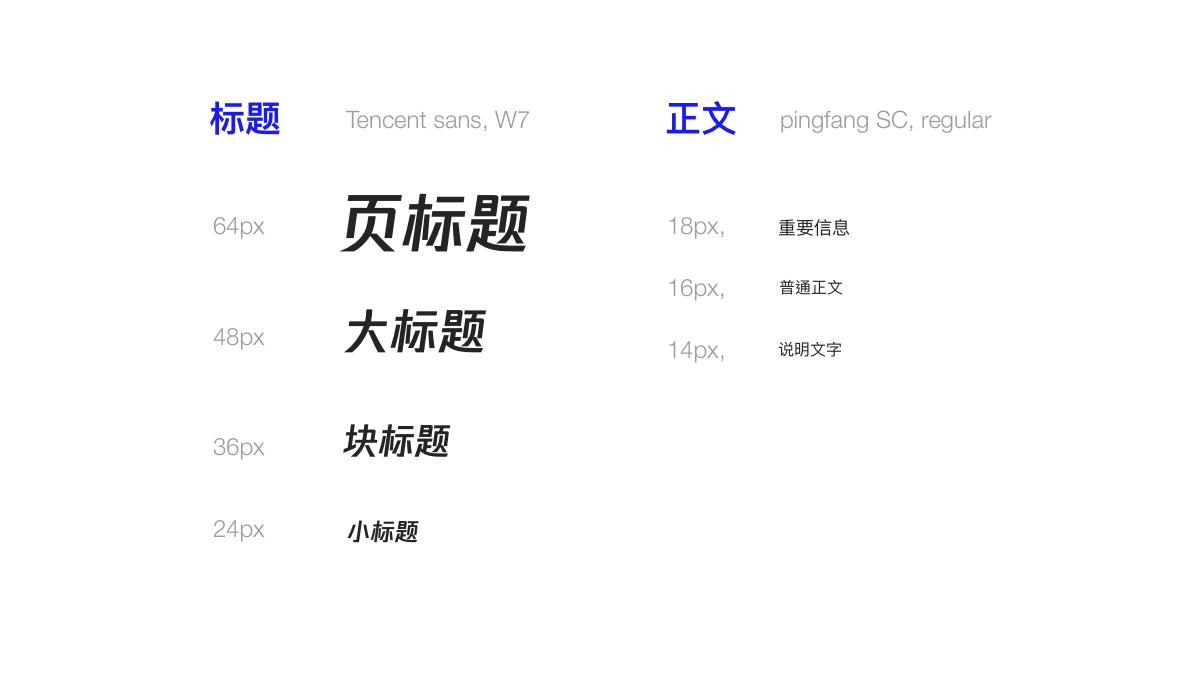 标题 Tencent sans, W7
64px 页标题
48px 大标题
36px 块标题
24px 小标题
正文 pingfang SC, regular
18px, 重要信息
16px, 普通正文
14px, 说明文字